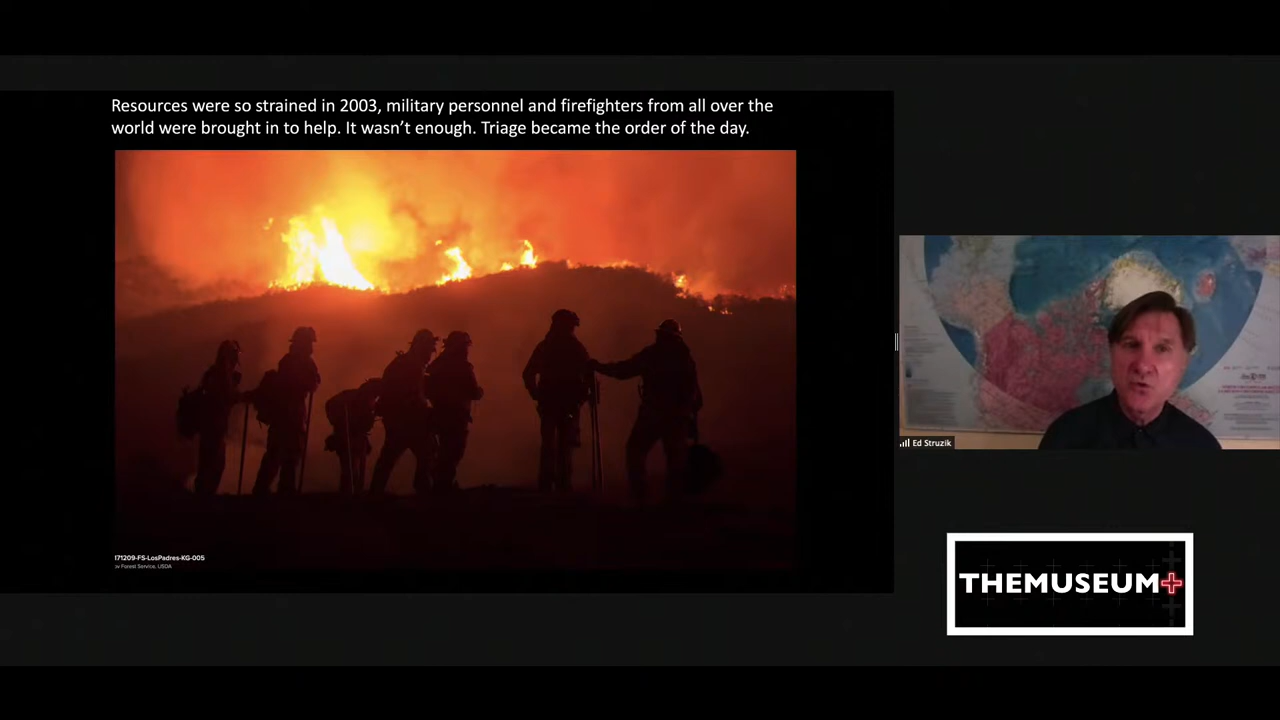 Resources were so strained in 2003, military personnel and firefighters from all over the
world were brought in to help. It wasn't enough. Triage became the order of the day.
171209-FS-LosPadres-KG-005
by Forest Service, USDA
Ed Struzik
THEMUSEUM+